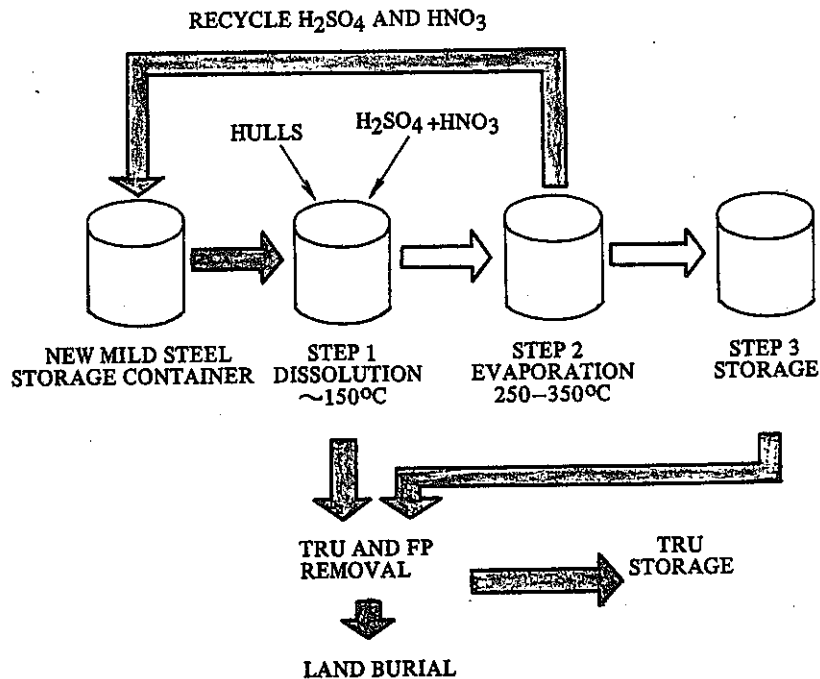 RECYCLE H₂SO₄ AND HNO₃
HULLS
H₂SO₄+HNO₃
NEW MILD STEEL
STORAGE CONTAINER
STEP 1
DISSOLUTION
~150°C
STEP 2
EVAPORATION
250–350°C
STEP 3
STORAGE
TRU AND FP
REMOVAL
TRU
STORAGE
LAND BURIAL